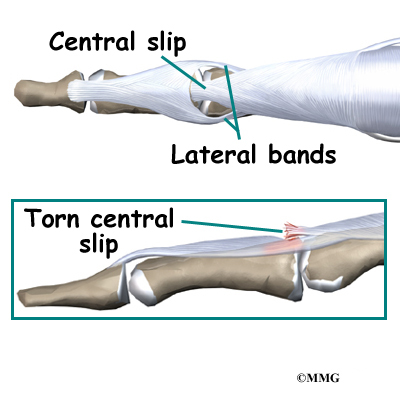 Central slip
Lateral bands
Torn central
slip
©MMG